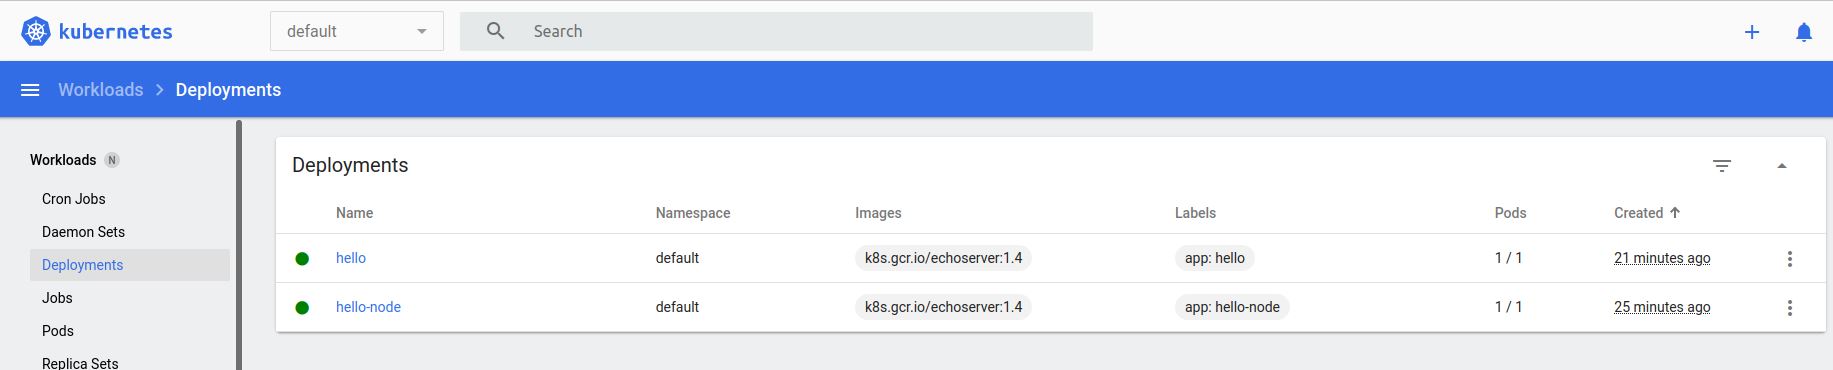 kubernetes default Search
Workloads > Deployments
Workloads N
Cron Jobs
Daemon Sets
Deployments
Jobs
Pods
Replica Sets
Deployments
Name Namespace Images Labels Pods Created ↑
hello default k8s.gcr.io/echoserver:1.4 app: hello 1 / 1 21 minutes ago
hello-node default k8s.gcr.io/echoserver:1.4 app: hello-node 1 / 1 25 minutes ago